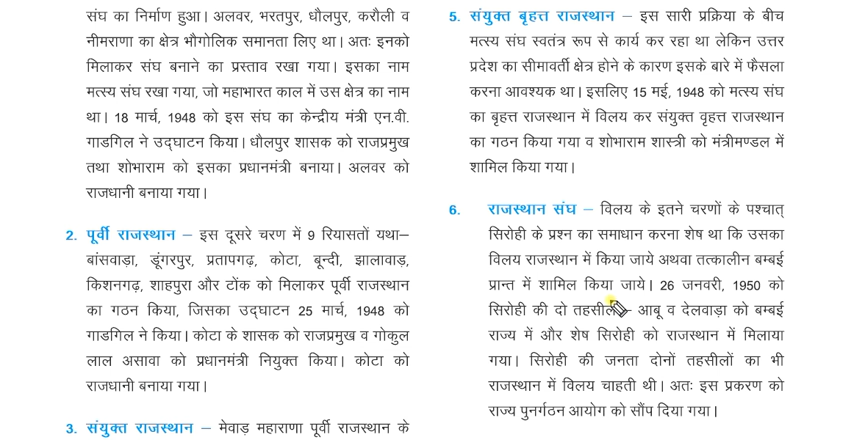 संघ का निर्माण हुआ। अलवर, भरतपुर, धौलपुर, करौली व
नीमराणा का क्षेत्र भौगोलिक समानता लिए था। अतः इनको
मिलाकर संघ बनाने का प्रस्ताव रखा गया। इसका नाम
मत्स्य संघ रखा गया, जो महाभारत काल में उस क्षेत्र का नाम
था। 18 मार्च, 1948 को इस संघ का केन्द्रीय मंत्री एन.वी.
गाडगिल ने उद्घाटन किया। धौलपुर शासक को राजप्रमुख
तथा शोभाराम को इसका प्रधानमंत्री बनाया। अलवर को
राजधानी बनाया गया।
2. पूर्वी राजस्थान – इस दूसरे चरण में 9 रियासतों यथा–
बांसवाड़ा, डूंगरपुर, प्रतापगढ़, कोटा, बून्दी, झालावाड़,
किशनगढ़, शाहपुरा और टोंक को मिलाकर पूर्वी राजस्थान
का गठन किया, जिसका उद्घाटन 25 मार्च, 1948 को
गाडगिल ने किया। कोटा के शासक को राजप्रमुख व गोकुल
लाल असावा को प्रधानमंत्री नियुक्त किया। कोटा को
राजधानी बनाया गया।
3. संयुक्त राजस्थान – मेवाड़ महाराणा पूर्वी राजस्थान के
5. संयुक्त बृहत्त राजस्थान – इस सारी प्रक्रिया के बीच
मत्स्य संघ स्वतंत्र रूप से कार्य कर रहा था लेकिन उत्तर
प्रदेश का सीमावर्ती क्षेत्र होने के कारण इसके बारे में फैसला
करना आवश्यक था। इसलिए 15 मई, 1948 को मत्स्य संघ
का बृहत्त राजस्थान में विलय कर संयुक्त वृहत्त राजस्थान
का गठन किया गया व शोभाराम शास्त्री को मंत्रीमण्डल में
शामिल किया गया।
6. राजस्थान संघ – विलय के इतने चरणों के पश्चात्
सिरोही के प्रश्न का समाधान करना शेष था कि उसका
विलय राजस्थान में किया जाये अथवा तत्कालीन बम्बई
प्रान्त में शामिल किया जाये। 26 जनवरी, 1950 को
सिरोही की दो तहसील– आबू व देलवाड़ा को बम्बई
राज्य में और शेष सिरोही को राजस्थान में मिलाया
गया। सिरोही की जनता दोनों तहसीलों का भी
राजस्थान में विलय चाहती थी। अतः इस प्रकरण को
राज्य पुनर्गठन आयोग को सौंप दिया गया।